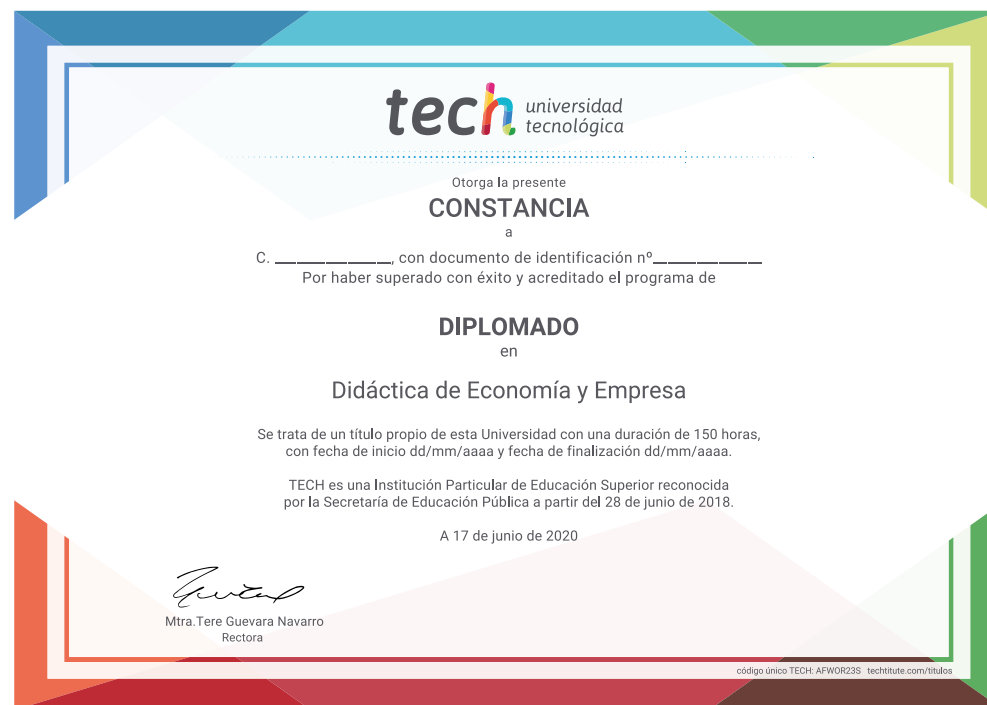 tech universidad
tecnológica
Otorga la presente
CONSTANCIA
a
C. ________________, con documento de identificación nº_______________
Por haber superado con éxito y acreditado el programa de
DIPLOMADO
en
Didáctica de Economía y Empresa
Se trata de un título propio de esta Universidad con una duración de 150 horas,
con fecha de inicio dd/mm/aaaa y fecha de finalización dd/mm/aaaa.
TECH es una Institución Particular de Educación Superior reconocida
por la Secretaría de Educación Pública a partir del 28 de junio de 2018.
A 17 de junio de 2020
Mtra.Tere Guevara Navarro
Rectora
código único TECH: AFWOR23S techtitute.com/titulos